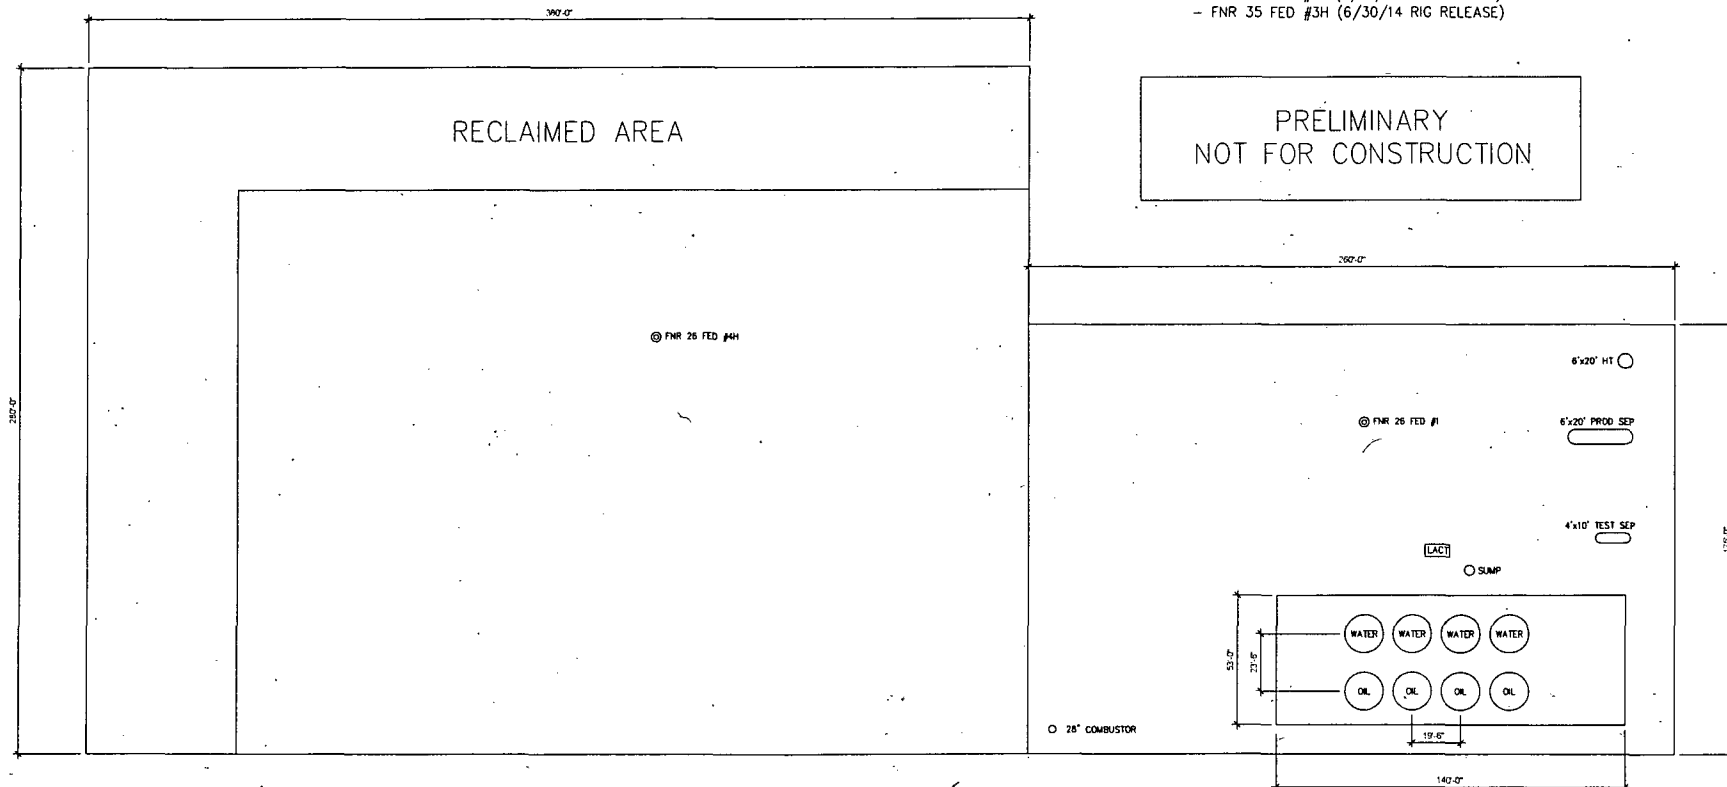 - FNR 35 FED #3H (6/30/14 RIG RELEASE)
380'-0"
RECLAIMED AREA
PRELIMINARY
NOT FOR CONSTRUCTION
260'-0"
FNR 26 FED #4H
6'x20' HT
280'-0"
FNR 26 FED #1
6'x20' PROD SEP
4'x10' TEST SEP
LACT
SUMP
53'-0"
23'-6"
WATER WATER WATER WATER
OIL OIL OIL OIL
28" COMBUSTOR
19'-6"
140'-0"